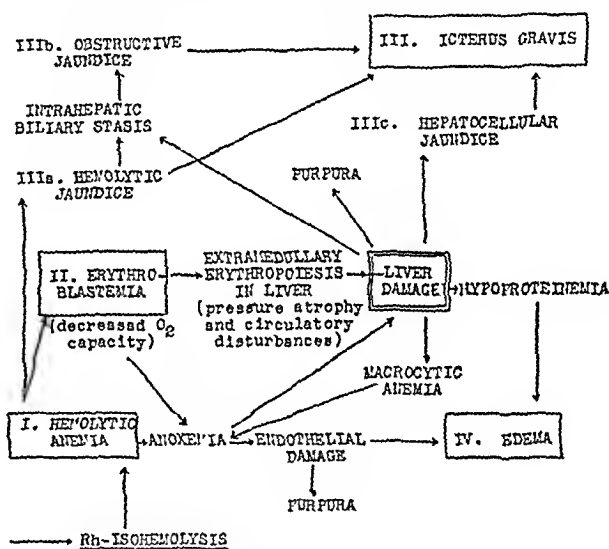 IIIb. OBSTRUCTIVE
JAUNDICE
III. ICTERUS GRAVIS
INTRAHEPATIC
BILIARY STASIS
IIIc. HEPATOCELLULAR
JAUNDICE
IIIa. HEMOLYTIC
JAUNDICE
PURPURA
II. ERYTHRO-
BLASTEMIA
(decreased O2
capacity)
EXTRAMEDULLARY
ERYTHROPOIESIS
IN LIVER
(pressure atrophy
and circulatory
disturbances)
LIVER
DAMAGE
HYPOPROTEINEMIA
MACROCYTIC
ANEMIA
I. HEMOLYTIC
ANEMIA
ANOXEMIA
ENDOTHELIAL
DAMAGE
IV. EDEMA
PURPURA
Rh-ISOHEMOLYSIS